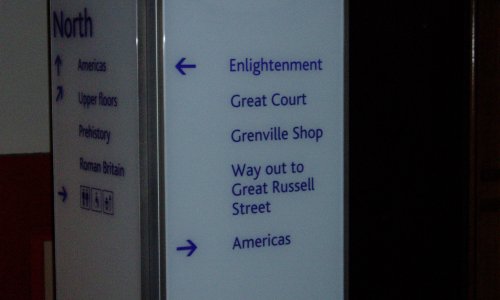 North
Americas
Upper floors
Prehistory
Roman Britain
Enlightenment
Great Court
Grenville Shop
Way out to
Great Russell
Street
Americas